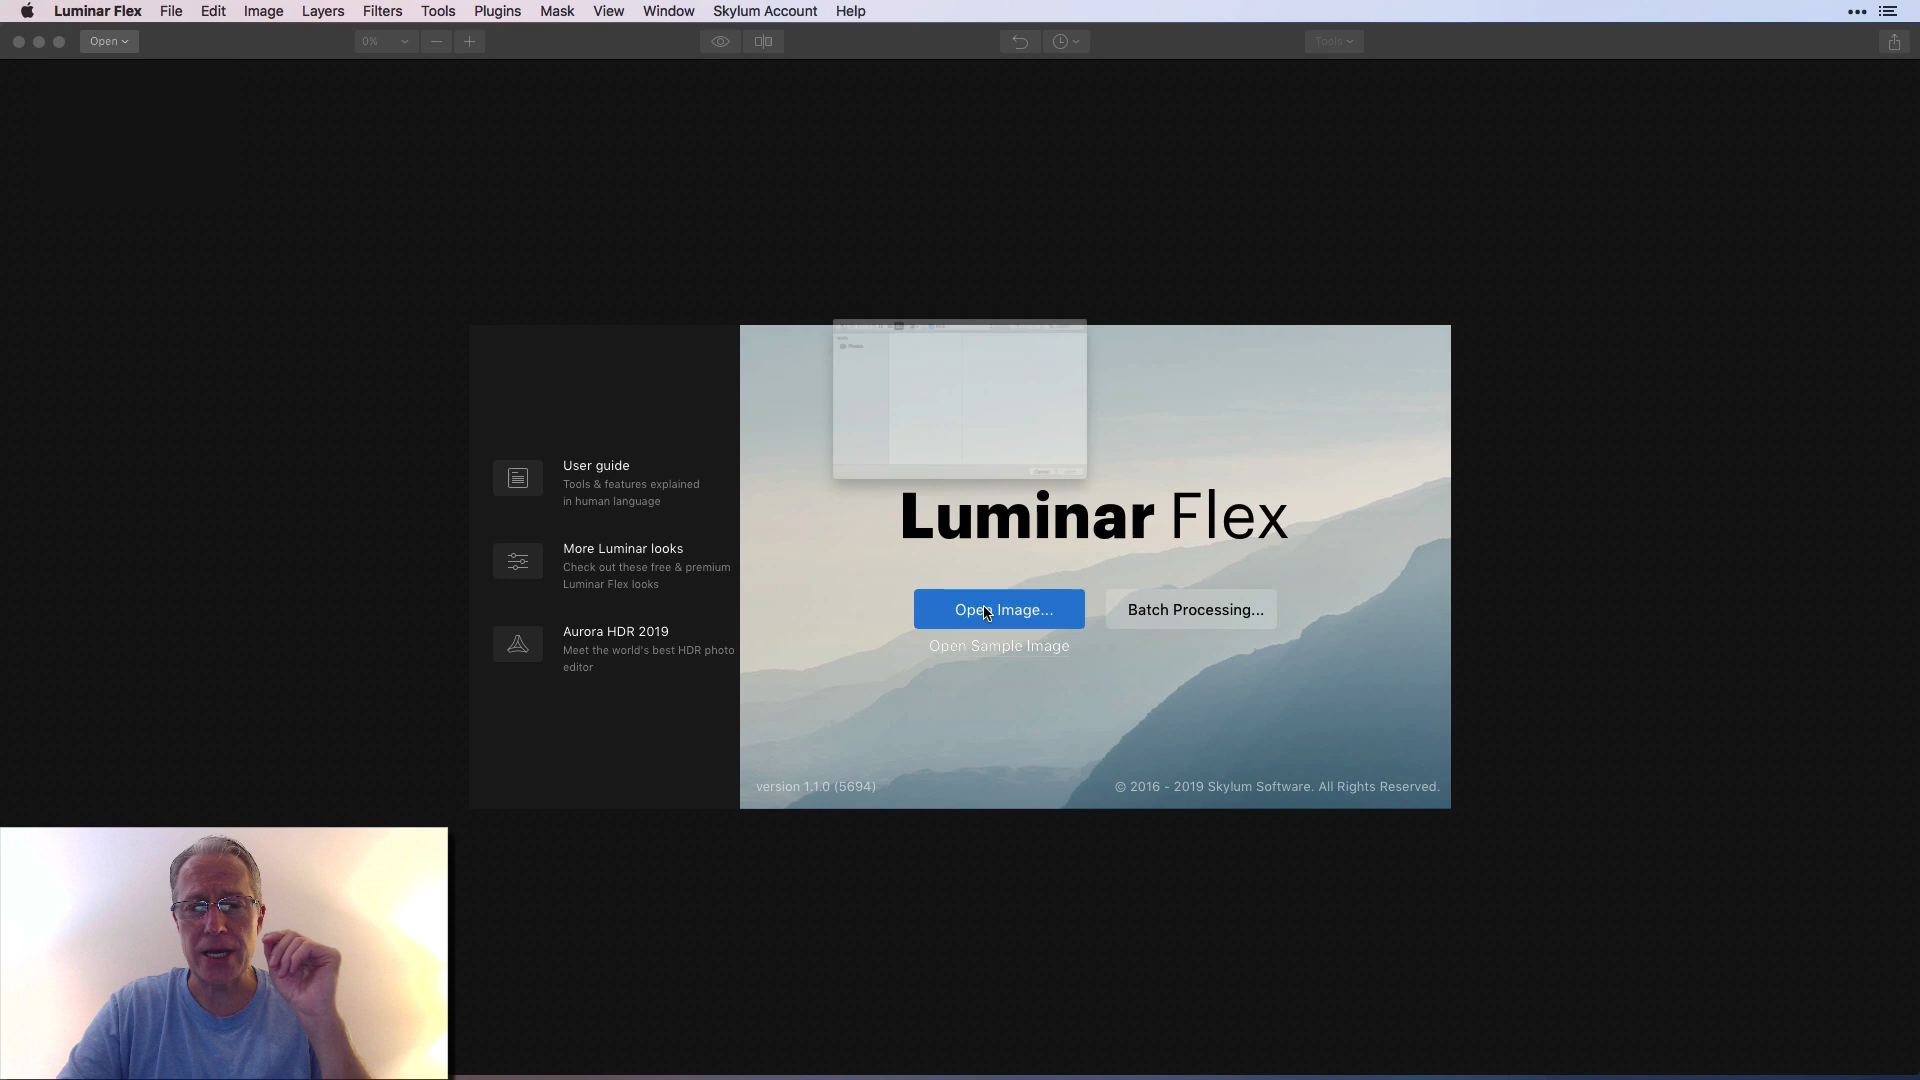 Luminar Flex File Edit Image Layers Filters Tools Plugins Mask View Window Skylum Account Help
Open 0% Tools
User guide
Tools & features explained
in human language
More Luminar looks
Check out these free & premium
Luminar Flex looks
Aurora HDR 2019
Meet the world's best HDR photo
editor
Luminar Flex
Open Image... Batch Processing...
Open Sample Image
version 1.1.0 (5694) © 2016 - 2019 Skylum Software. All Rights Reserved.